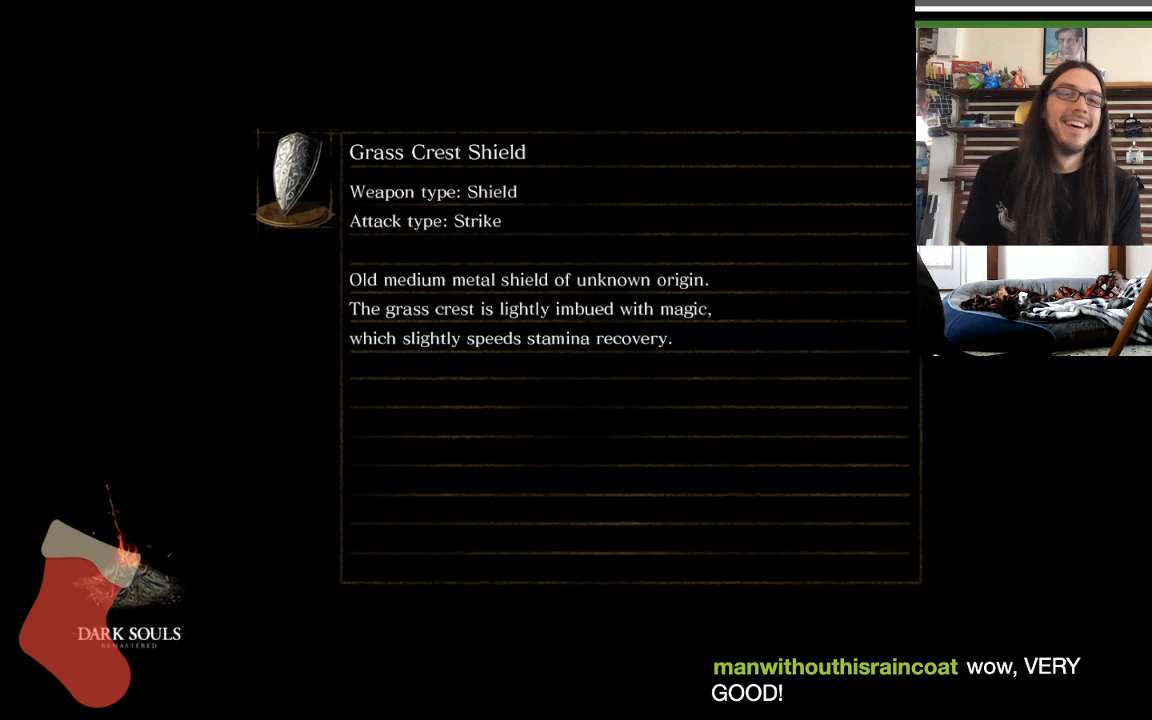 Grass Crest Shield
Weapon type: Shield
Attack type: Strike
Old medium metal shield of unknown origin.
The grass crest is lightly imbued with magic,
which slightly speeds stamina recovery.
DARK SOULS
REMASTERED
manwithouthisraincoat wow, VERY
GOOD!